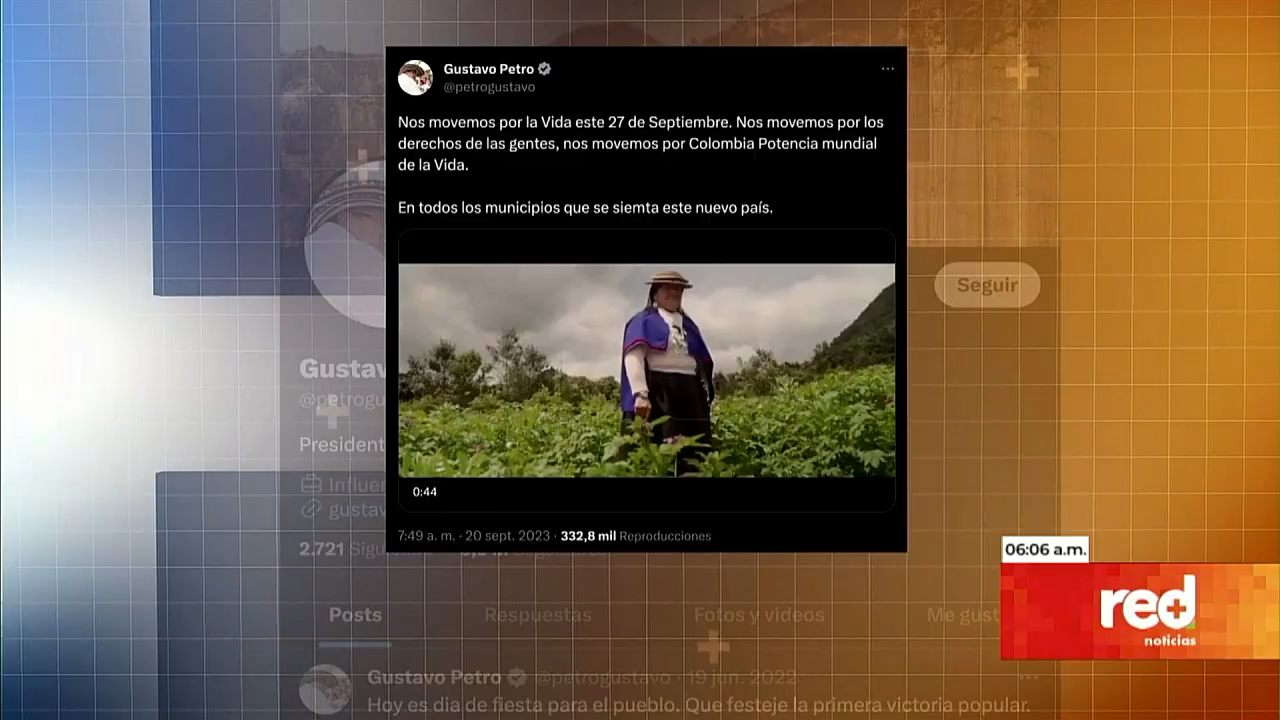 Gustavo Petro
@petrogustavo
Nos movemos por la Vida este 27 de Septiembre. Nos movemos por los
derechos de las gentes, nos movemos por Colombia Potencia mundial
de la Vida.
En todos los municipios que se siemta este nuevo país.
0:44
7:49 a. m. · 20 sept. 2023 · 332,8 mil Reproducciones
Seguir
Gustav
@petrogu
President
Influen
gustav
2.721 Sigu
Posts Respuestas Fotos y videos Me gust
Gustavo Petro @petrogustavo · 19 jun. 2022
Hoy es dia de fiesta para el pueblo. Que festeje la primera victoria popular.
06:06 a.m.
red+
noticias